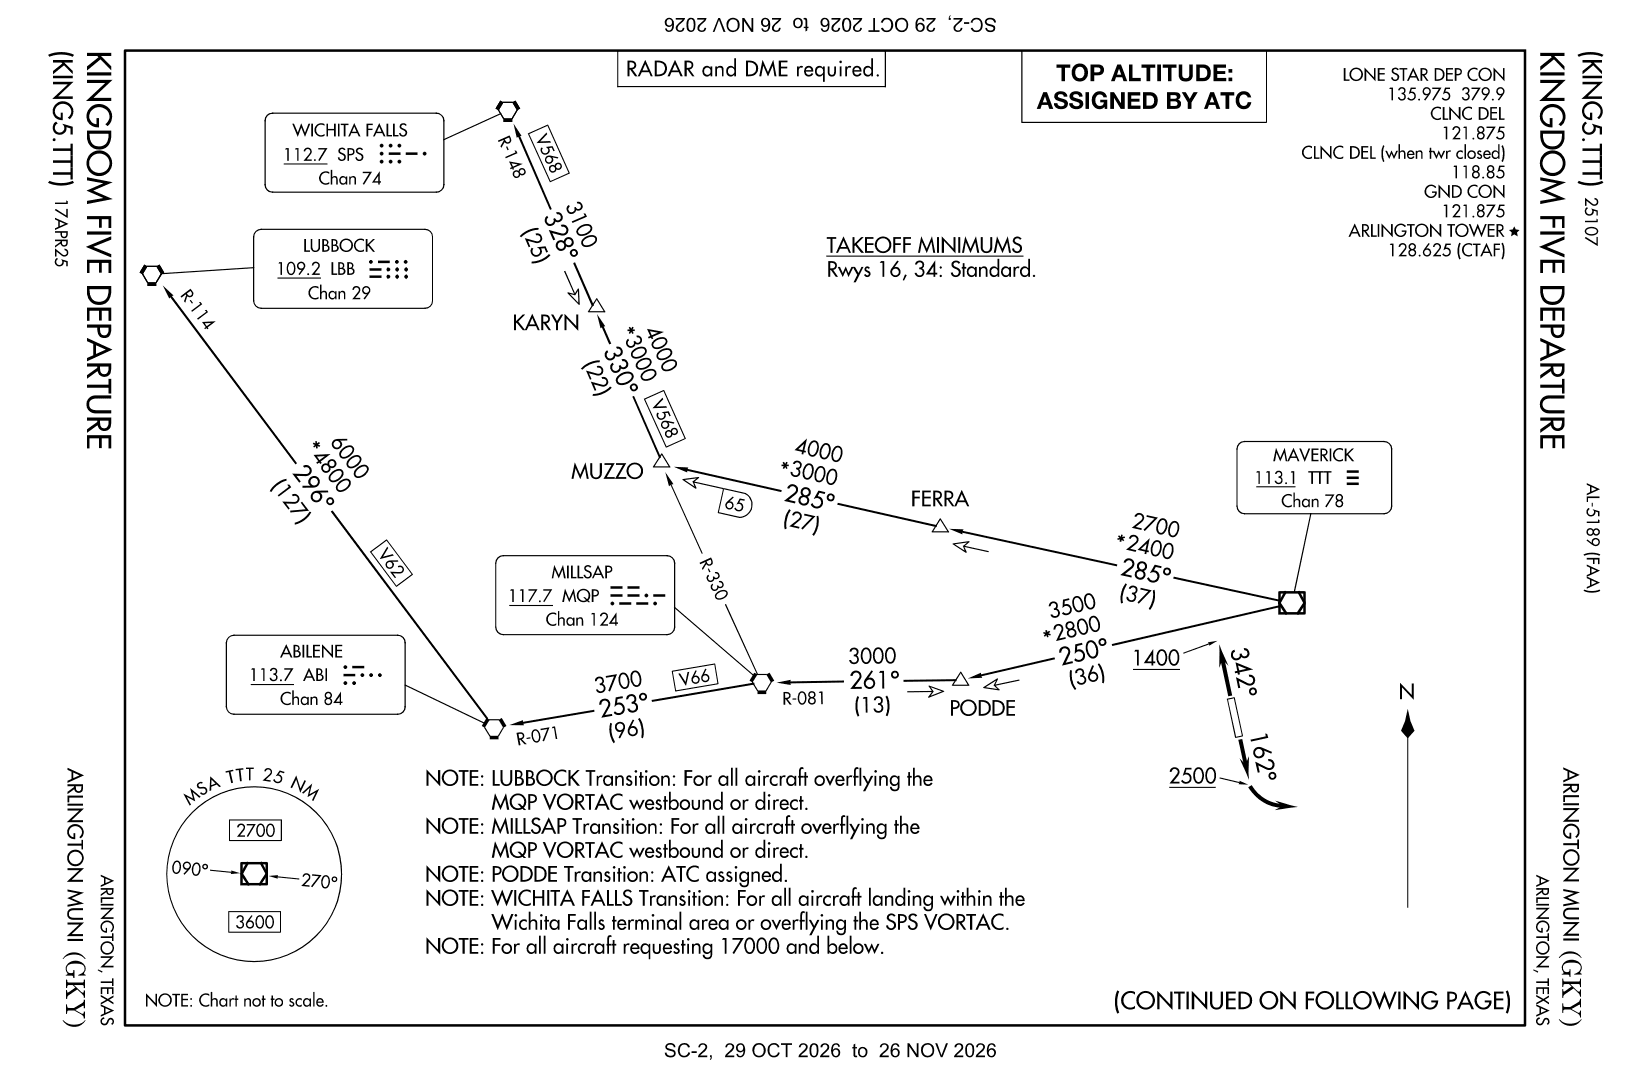 SC-2, 29 OCT 2026 to 26 NOV 2026
(KING5.TTT) 17APR25
KINGDOM FIVE DEPARTURE
ARLINGTON MUNI (GKY)
ARLINGTON, TEXAS
(KING5.TTT) 25107
KINGDOM FIVE DEPARTURE
AL-5189 (FAA)
ARLINGTON MUNI (GKY)
ARLINGTON, TEXAS
RADAR and DME required.
TOP ALTITUDE:
ASSIGNED BY ATC
LONE STAR DEP CON
135.975 379.9
CLNC DEL
121.875
CLNC DEL (when twr closed)
118.85
GND CON
121.875
ARLINGTON TOWER ★
128.625 (CTAF)
TAKEOFF MINIMUMS
Rwys 16, 34: Standard.
WICHITA FALLS
112.7 SPS
Chan 74
R-148
V568
3100
328°
(25)
KARYN
LUBBOCK
109.2 LBB
Chan 29
R-114
6000
*4800
296°
(127)
V62
4000
*3000
330°
(22)
V568
MUZZO
65
4000
*3000
285°
(27)
FERRA
2700
*2400
285°
(37)
MAVERICK
113.1 TTT
Chan 78
MILLSAP
117.7 MQP
Chan 124
R-330
3500
*2800
250°
(36)
PODDE
3000
261°
(13)
R-081
V66
3700
253°
(96)
R-071
ABILENE
113.7 ABI
Chan 84
1400
342°
162°
2500
N
MSA TTT 25 NM
2700
090°
270°
3600
NOTE: LUBBOCK Transition: For all aircraft overflying the
MQP VORTAC westbound or direct.
NOTE: MILLSAP Transition: For all aircraft overflying the
MQP VORTAC westbound or direct.
NOTE: PODDE Transition: ATC assigned.
NOTE: WICHITA FALLS Transition: For all aircraft landing within the
Wichita Falls terminal area or overflying the SPS VORTAC.
NOTE: For all aircraft requesting 17000 and below.
NOTE: Chart not to scale.
(CONTINUED ON FOLLOWING PAGE)
SC-2, 29 OCT 2026 to 26 NOV 2026